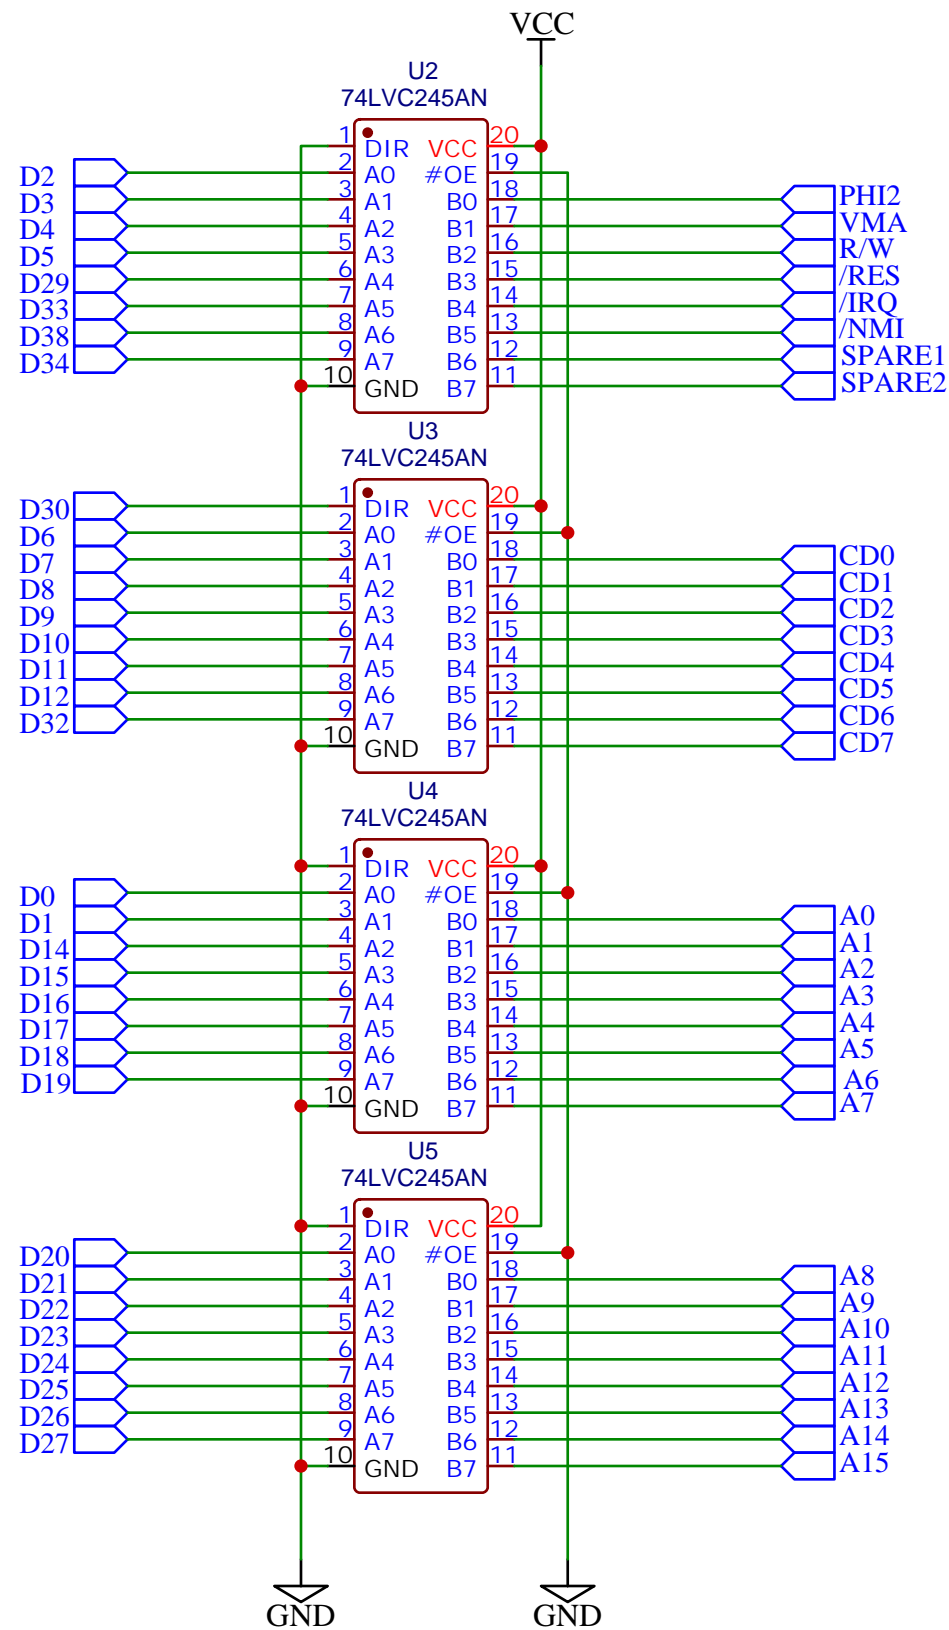 VCC
U2
74LVC245AN
1 DIR VCC 20
D2 2 A0 #OE 19
D3 3 A1 B0 18 PHI2
D4 4 A2 B1 17 VMA
D5 5 A3 B2 16 R/W
D29 6 A4 B3 15 /RES
D33 7 A5 B4 14 /IRQ
D38 8 A6 B5 13 /NMI
D34 9 A7 B6 12 SPARE1
10 GND B7 11 SPARE2
U3
74LVC245AN
D30 1 DIR VCC 20
D6 2 A0 #OE 19
D7 3 A1 B0 18 CD0
D8 4 A2 B1 17 CD1
D9 5 A3 B2 16 CD2
D10 6 A4 B3 15 CD3
D11 7 A5 B4 14 CD4
D12 8 A6 B5 13 CD5
D32 9 A7 B6 12 CD6
10 GND B7 11 CD7
U4
74LVC245AN
1 DIR VCC 20
D0 2 A0 #OE 19
D1 3 A1 B0 18 A0
D14 4 A2 B1 17 A1
D15 5 A3 B2 16 A2
D16 6 A4 B3 15 A3
D17 7 A5 B4 14 A4
D18 8 A6 B5 13 A5
D19 9 A7 B6 12 A6
10 GND B7 11 A7
U5
74LVC245AN
1 DIR VCC 20
D20 2 A0 #OE 19
D21 3 A1 B0 18 A8
D22 4 A2 B1 17 A9
D23 5 A3 B2 16 A10
D24 6 A4 B3 15 A11
D25 7 A5 B4 14 A12
D26 8 A6 B5 13 A13
D27 9 A7 B6 12 A14
10 GND B7 11 A15
GND GND